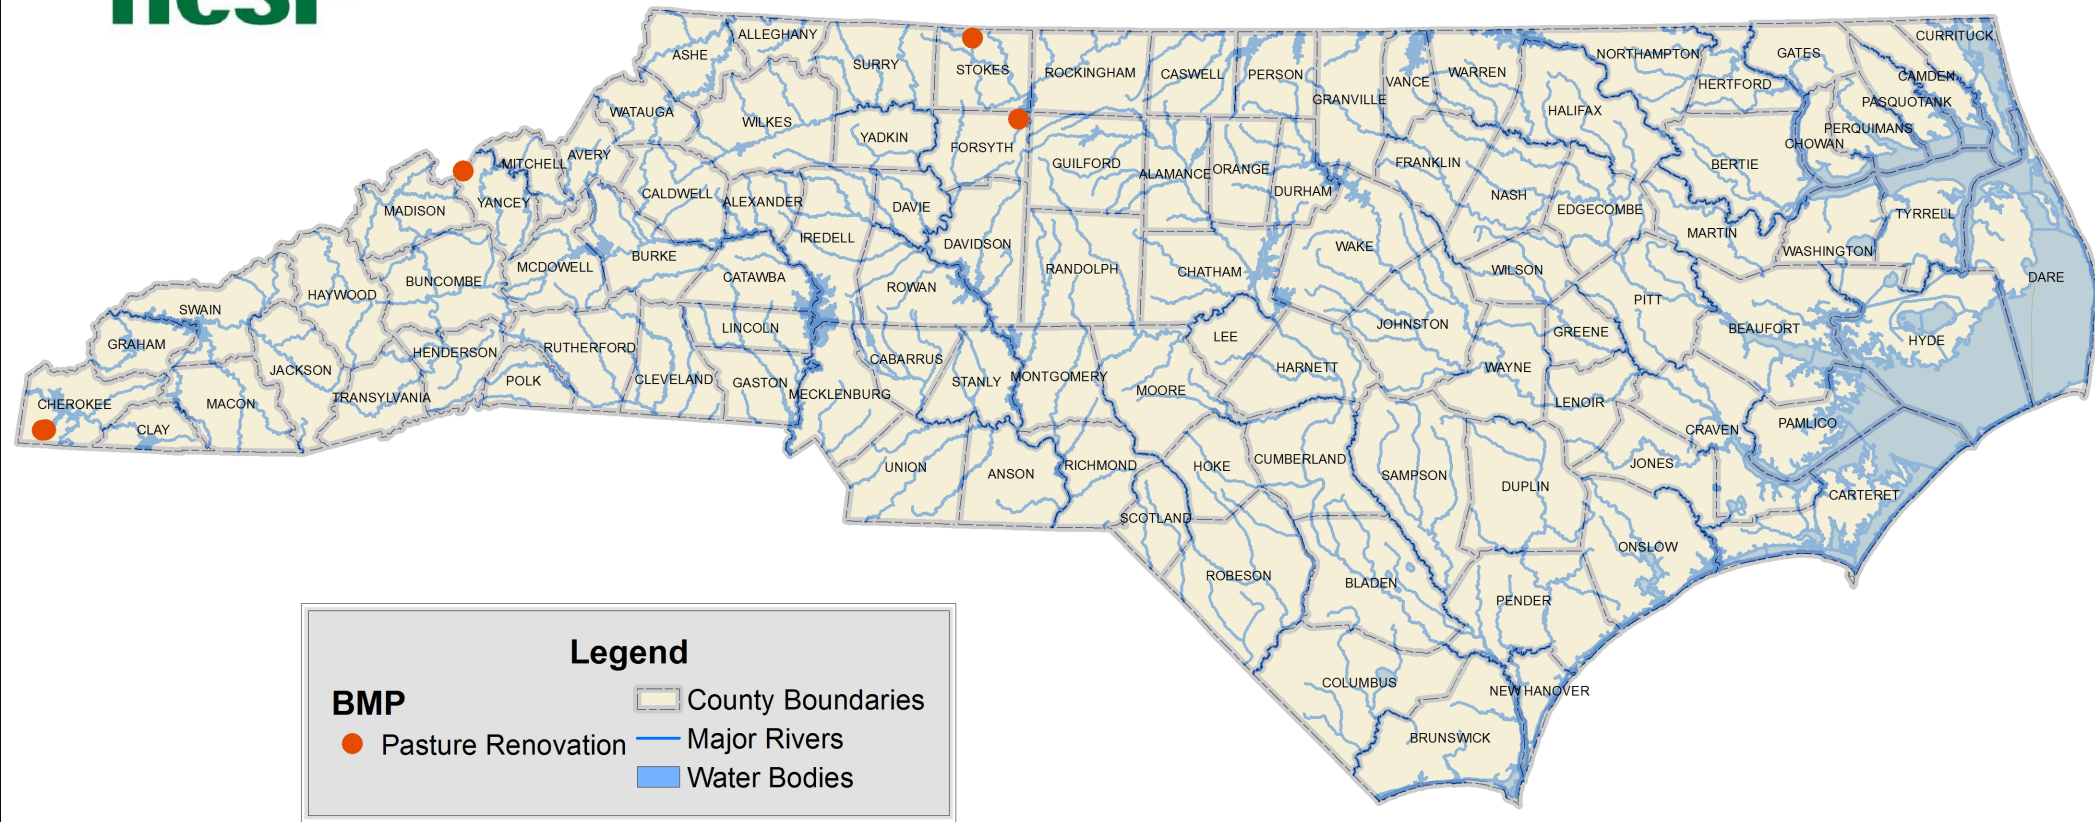 ncsf
CURRITUCK
ALLEGHANY
ASHE
GATES
NORTHAMPTON
SURRY
STOKES
ROCKINGHAM
CASWELL
PERSON
WARREN
VANCE
CAMDEN
HERTFORD
GRANVILLE
PASQUOTANK
WATAUGA
HALIFAX
WILKES
PERQUIMANS
YADKIN
CHOWAN
FORSYTH
AVERY
MITCHELL
GUILFORD
FRANKLIN
BERTIE
ORANGE
ALAMANCE
DURHAM
CALDWELL
NASH
YANCEY
ALEXANDER
DAVIE
MADISON
EDGECOMBE
TYRRELL
MARTIN
IREDELL
DAVIDSON
WAKE
WASHINGTON
BURKE
MCDOWELL
RANDOLPH
CHATHAM
WILSON
CATAWBA
DARE
BUNCOMBE
ROWAN
HAYWOOD
PITT
SWAIN
JOHNSTON
LINCOLN
BEAUFORT
GREENE
LEE
HYDE
GRAHAM
RUTHERFORD
HENDERSON
CABARRUS
HARNETT
WAYNE
JACKSON
MONTGOMERY
POLK
CLEVELAND
GASTON
STANLY
MOORE
MECKLENBURG
TRANSYLVANIA
LENOIR
CHEROKEE
MACON
PAMLICO
CLAY
CRAVEN
CUMBERLAND
JONES
RICHMOND
HOKE
UNION
ANSON
SAMPSON
DUPLIN
CARTERET
SCOTLAND
ONSLOW
ROBESON
BLADEN
PENDER
COLUMBUS
NEW HANOVER
BRUNSWICK
Legend
BMP
Pasture Renovation
County Boundaries
Major Rivers
Water Bodies